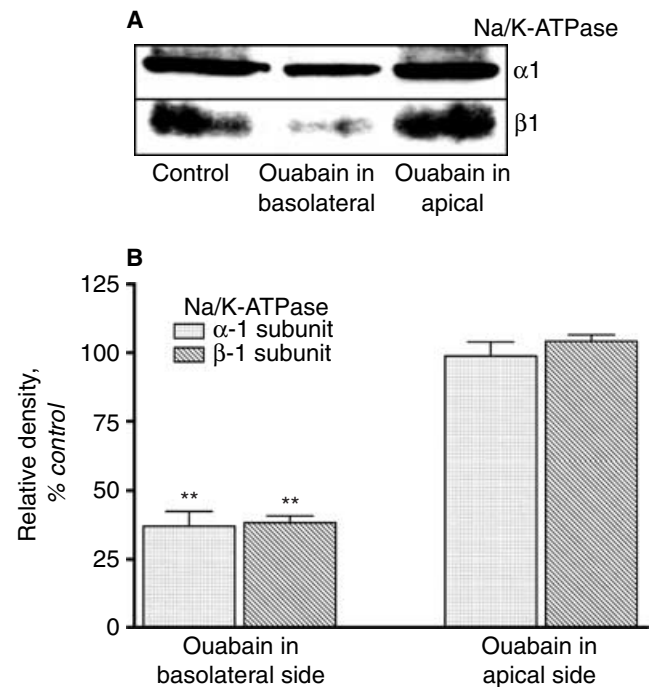 A
Na/K-ATPase
α1
β1
Control
Ouabain in
basolateral
Ouabain in
apical
B
125
100
75
50
25
0
Relative density,
% control
Na/K-ATPase
α-1 subunit
β-1 subunit
**
**
Ouabain in
basolateral side
Ouabain in
apical side